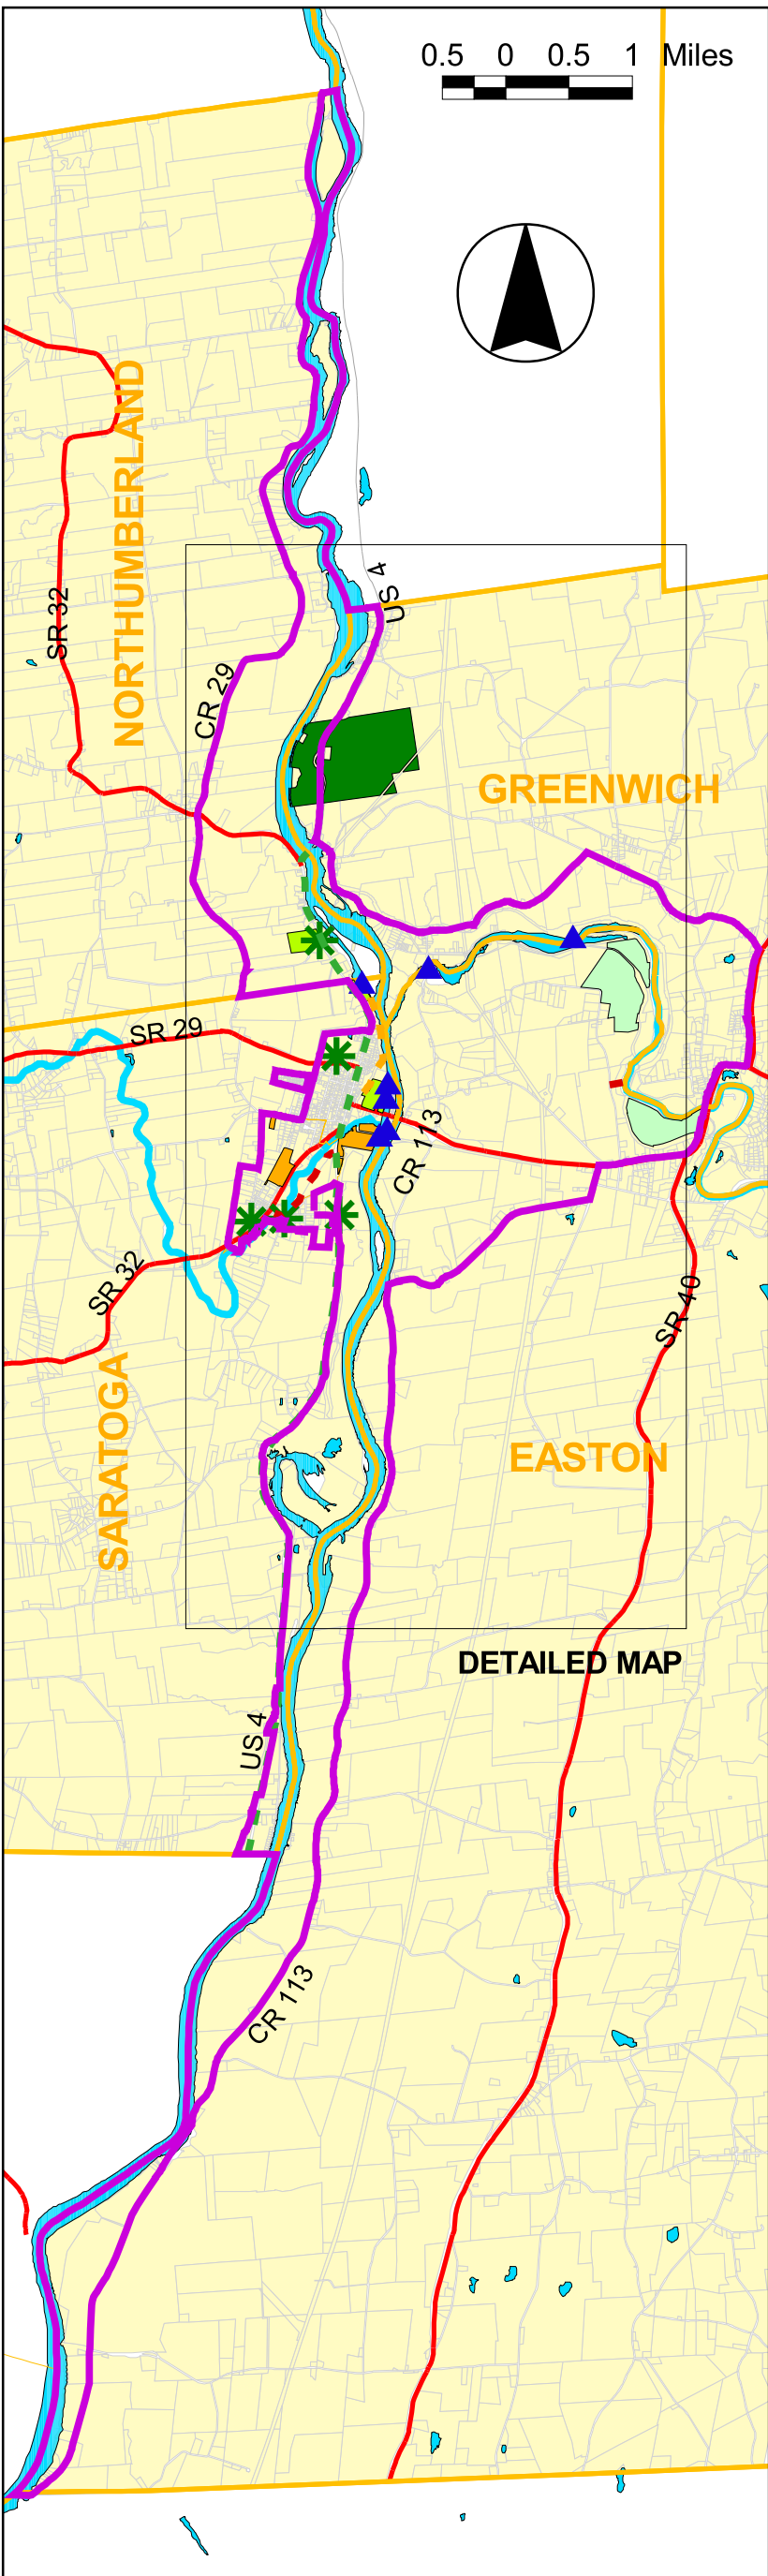 0.5 0 0.5 1 Miles
NORTHUMBERLAND
US 4
SR 32
CR 29
GREENWICH
SR 29
CR 113
SR 32
SR 40
SARATOGA
EASTON
DETAILED MAP
US 4
CR 113